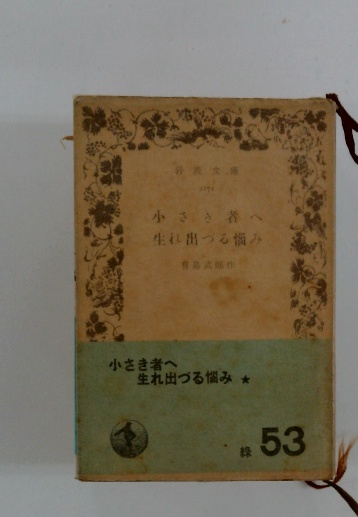 岩波文庫
小さき者へ
生れ出づる悩み
有島武郎作
小さき者へ
生れ出づる悩み ★
緑 53